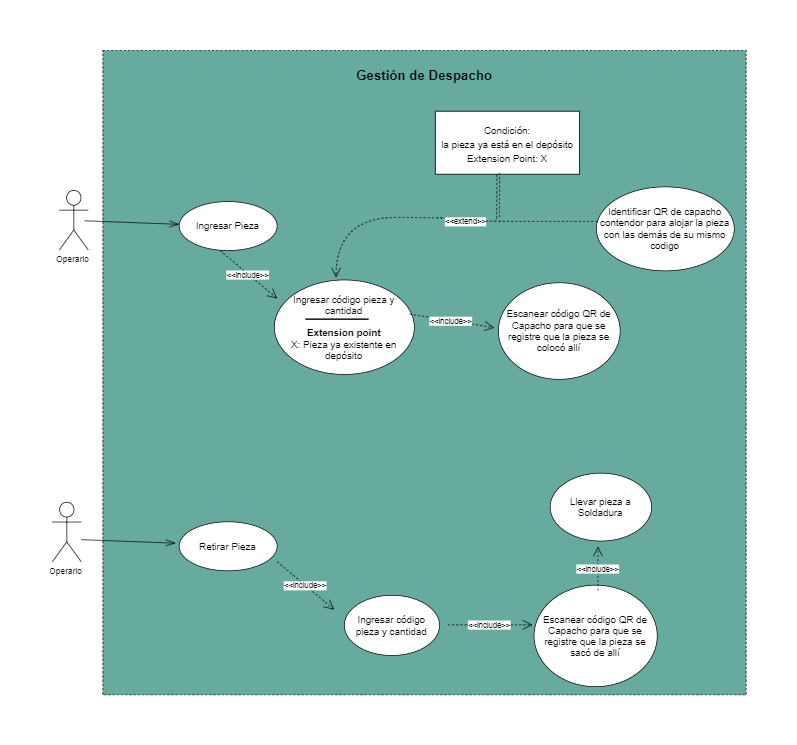 Gestión de Despacho
Condición:
la pieza ya está en el depósito
Extension Point: X
Operario
Ingresar Pieza
<<extend>>
Identificar QR de capacho
contendor para alojar la pieza
con las demás de su mismo
codigo
<<include>>
Ingresar código pieza y
cantidad
Extension point
X: Pieza ya existente en
depósito
<<include>>
Escanear código QR de
Capacho para que se
registre que la pieza se
colocó allí
Operario
Retirar Pieza
<<include>>
Ingresar código
pieza y cantidad
<<include>>
Escanear código QR de
Capacho para que se
registre que la pieza se
sacó de allí
<<include>>
Llevar pieza a
Soldadura